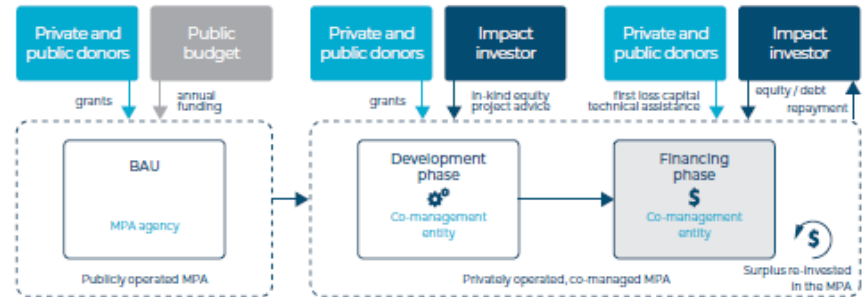 Private and
public donors
Public
budget
Private and
public donors
Impact
investor
Private and
public donors
Impact
investor
grants
annual
funding
grants
in-kind equity
project advice
first loss capital
technical assistance
equity / debt
repayment
BAU
MPA agency
Publicly operated MPA
Development
phase
Co-management
entity
Financing
phase
$
Co-management
entity
Privately operated, co-managed MPA
$
Surplus re-invested
in the MPA